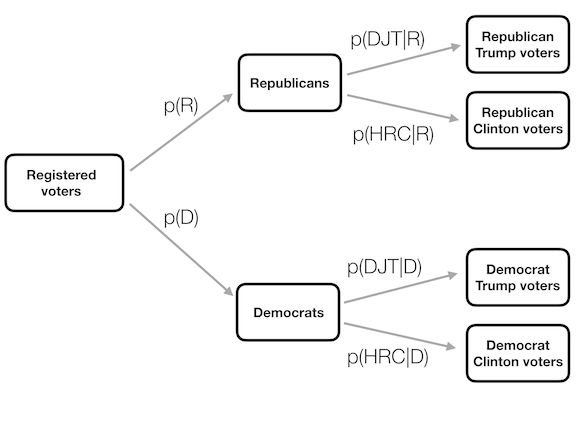 p(DJT|R)
Republican
Trump voters
Republicans
p(R)
Republican
Clinton voters
p(HRC|R)
Registered
voters
p(D)
p(DJT|D)
Democrat
Trump voters
Democrats
Democrat
Clinton voters
p(HRC|D)